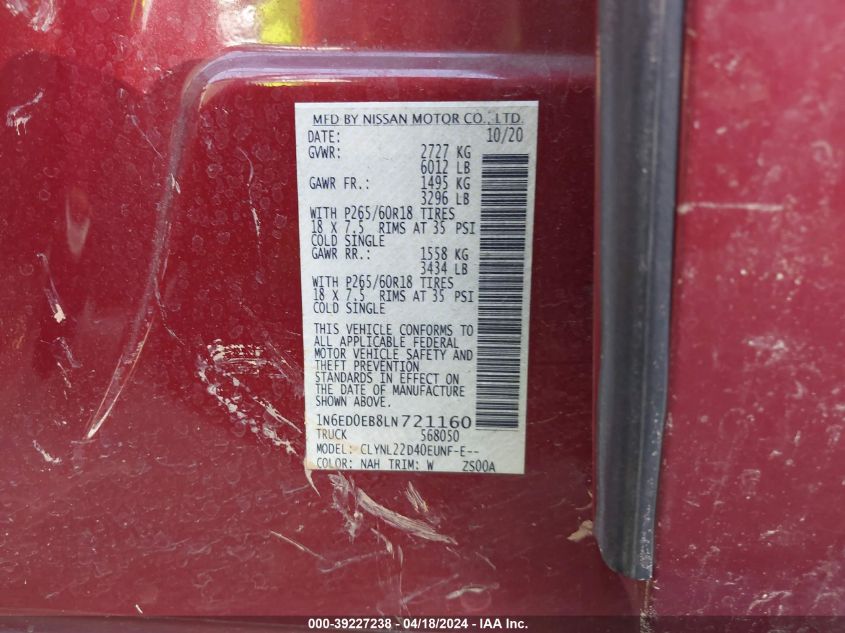 MFD BY NISSAN MOTOR CO., LTD.
DATE: 10/20
GVWR: 2727 KG
6012 LB
GAWR FR.: 1495 KG
3296 LB
WITH P265/60R18 TIRES
18 X 7.5 RIMS AT 35 PSI
COLD SINGLE
GAWR RR.: 1558 KG
3434 LB
WITH P265/60R18 TIRES
18 X 7.5 RIMS AT 35 PSI
COLD SINGLE
THIS VEHICLE CONFORMS TO
ALL APPLICABLE FEDERAL
MOTOR VEHICLE SAFETY AND
THEFT PREVENTION
STANDARDS IN EFFECT ON
THE DATE OF MANUFACTURE
SHOWN ABOVE.
1N6ED0EB8LN721160
TRUCK 568050
MODEL: CLYNL22D40EUNF-E--
COLOR: NAH TRIM: W ZS00A
000-39227238 - 04/18/2024 - IAA Inc.